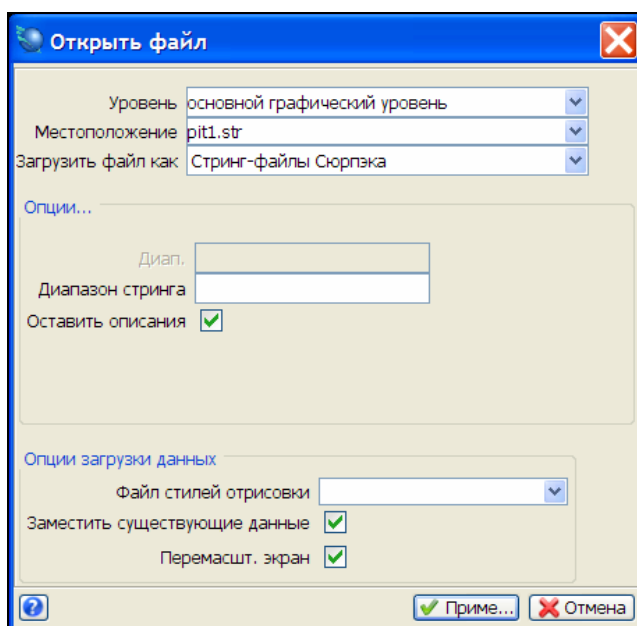 Открыть файл
Уровень основной графический уровень
Местоположение pit1.str
Загрузить файл как Стринг-файлы Сюрпэка
Опции...
Диап.
Диапазон стринга
Оставить описания
Опции загрузки данных
Файл стилей отрисовки
Заместить существующие данные
Перемасшт. экран
? Приме... Отмена